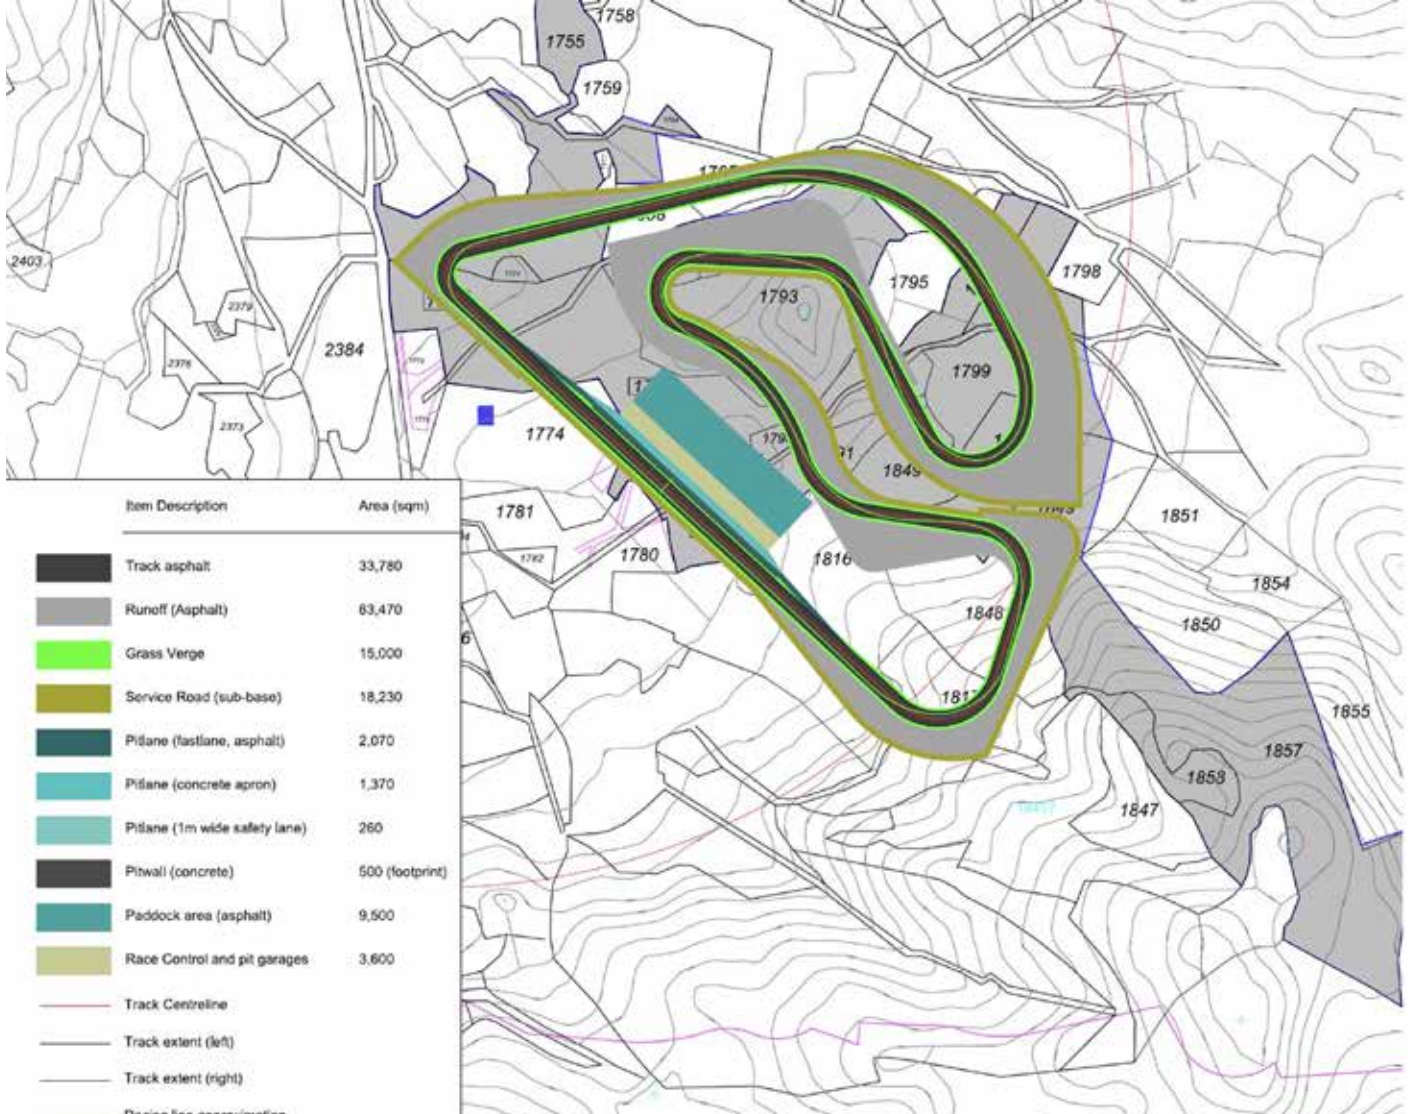 1758
1755
1759
1798
1795
1793
2403
2379
2384
2376
1799
2373
1774
1849
1781
1851
1782
1780
1816
1854
1848
1850
1817
1855
1857
1853
1847
Item Description Area (sqm)
Track asphalt 33,780
Runoff (Asphalt) 63,470
Grass Verge 15,000
Service Road (sub-base) 18,230
Pitlane (fastlane, asphalt) 2,070
Pitlane (concrete apron) 1,370
Pitlane (1m wide safety lane) 260
Pitwall (concrete) 500 (footprint)
Paddock area (asphalt) 9,500
Race Control and pit garages 3,600
Track Centreline
Track extent (left)
Track extent (right)